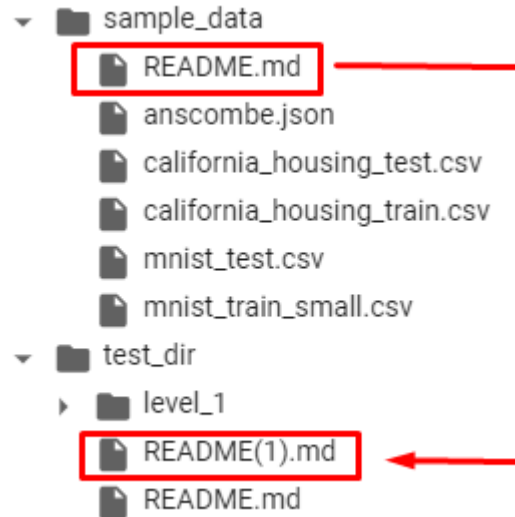 sample_data
README.md
anscombe.json
california_housing_test.csv
california_housing_train.csv
mnist_test.csv
mnist_train_small.csv
test_dir
level_1
README(1).md
README.md